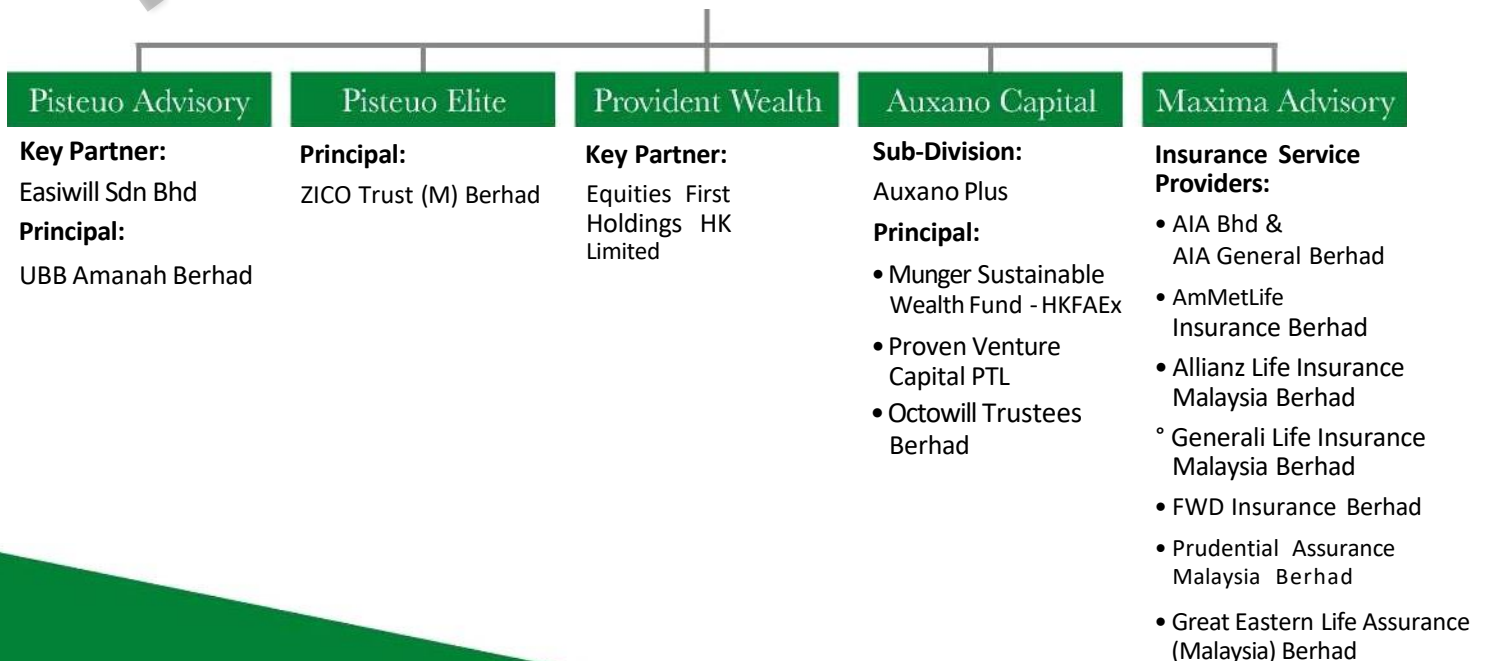 Pisteuo Advisory
Key Partner:
Easiwill Sdn Bhd
Principal:
UBB Amanah Berhad
Pisteuo Elite
Principal:
ZICO Trust (M) Berhad
Provident Wealth
Key Partner:
Equities First
Holdings HK
Limited
Auxano Capital
Sub-Division:
Auxano Plus
Principal:
• Munger Sustainable
Wealth Fund - HKFAEx
• Proven Venture
Capital PTL
• Octowill Trustees
Berhad
Maxima Advisory
Insurance Service
Providers:
• AIA Bhd &
AIA General Berhad
• AmMetLife
Insurance Berhad
• Allianz Life Insurance
Malaysia Berhad
° Generali Life Insurance
Malaysia Berhad
• FWD Insurance Berhad
• Prudential Assurance
Malaysia Berhad
• Great Eastern Life Assurance
(Malaysia) Berhad